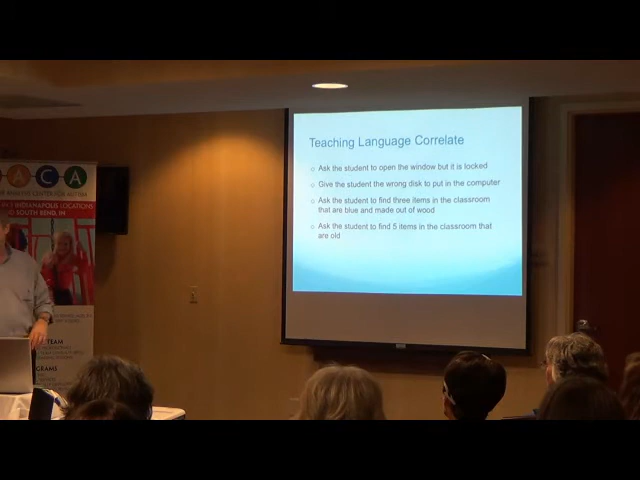 Teaching Language Correlate
Ask the student to open the window but it is locked
Give the student the wrong disk to put in the computer
Ask the student to find three items in the classroom
that are blue and made out of wood
Ask the student to find 5 items in the classroom that
are old
A C A
CENTER FOR AUTISM
INDIANAPOLIS LOCATIONS
SOUTH BEND, IN
TEAM
GRAMS